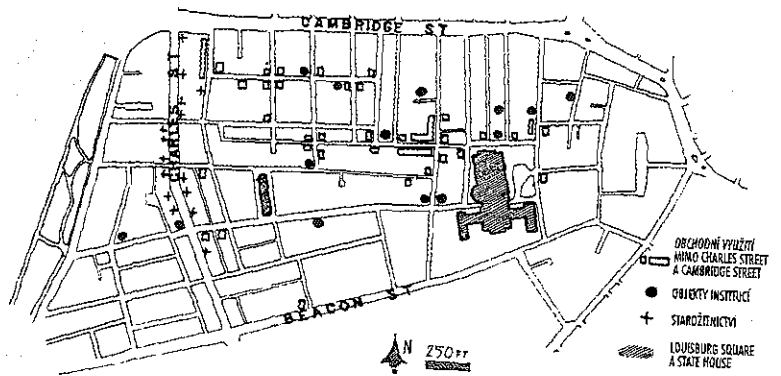 CAMBRIDGE ST
CHARLES ST
BEACON ST
N
250 FT
OBCHODNÍ VYUŽITÍ
MIMO CHARLES STREET
A CAMBRIDGE STREET
OBJEKTY INSTITUCÍ
STAROŽITNICTVÍ
LOUISBURG SQUARE
A STATE HOUSE